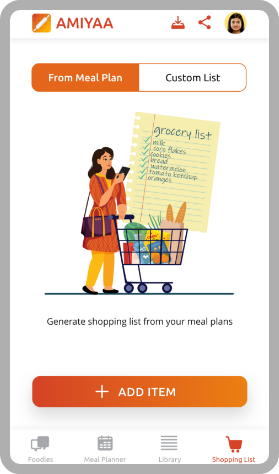 AMIYAA
From Meal Plan
Custom List
grocery list
milk
corn flakes
cookies
bread
watermelon
tomato ketchup
oranges
Generate shopping list from your meal plans
+ ADD ITEM
Foodies
Meal Planner
Library
Shopping List